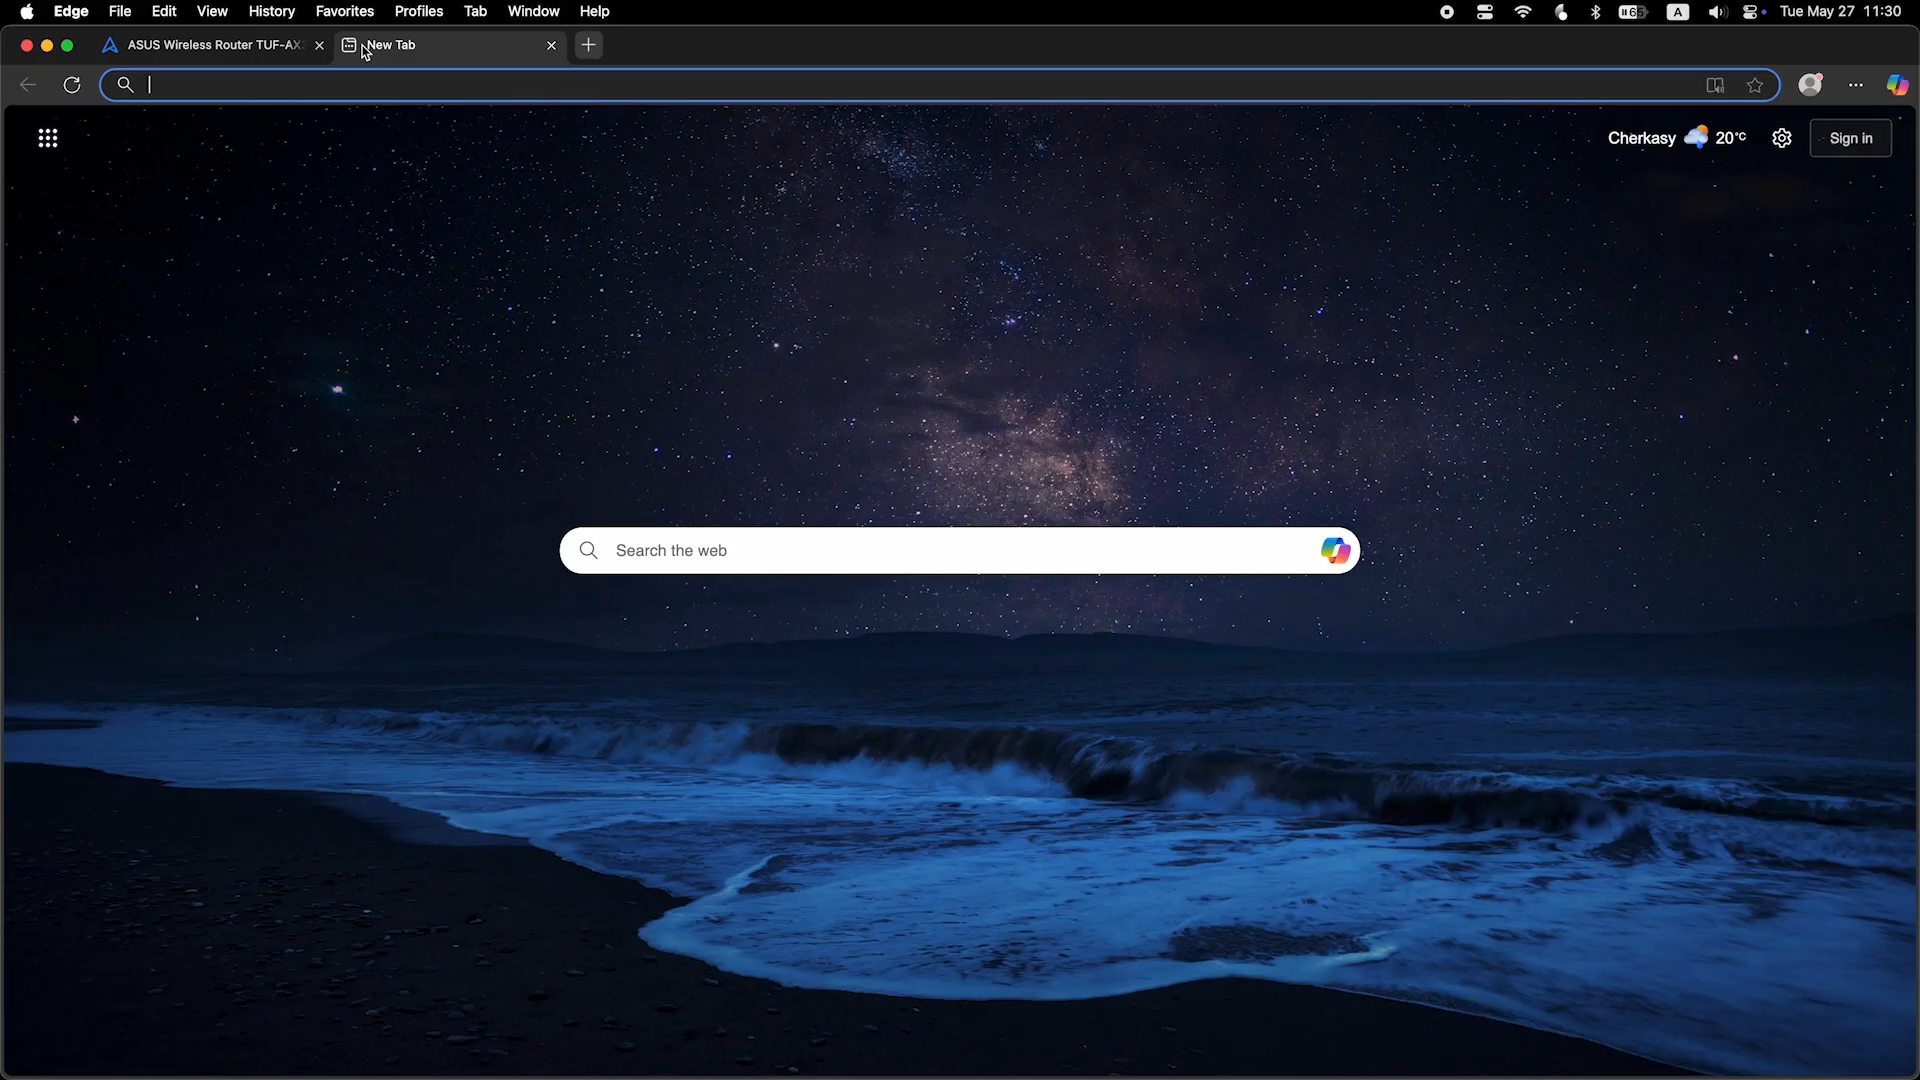 Edge File Edit View History Favorites Profiles Tab Window Help 65 A Tue May 27 11:30
ASUS Wireless Router TUF-AX New Tab
Cherkasy 20°C Sign in
Search the web